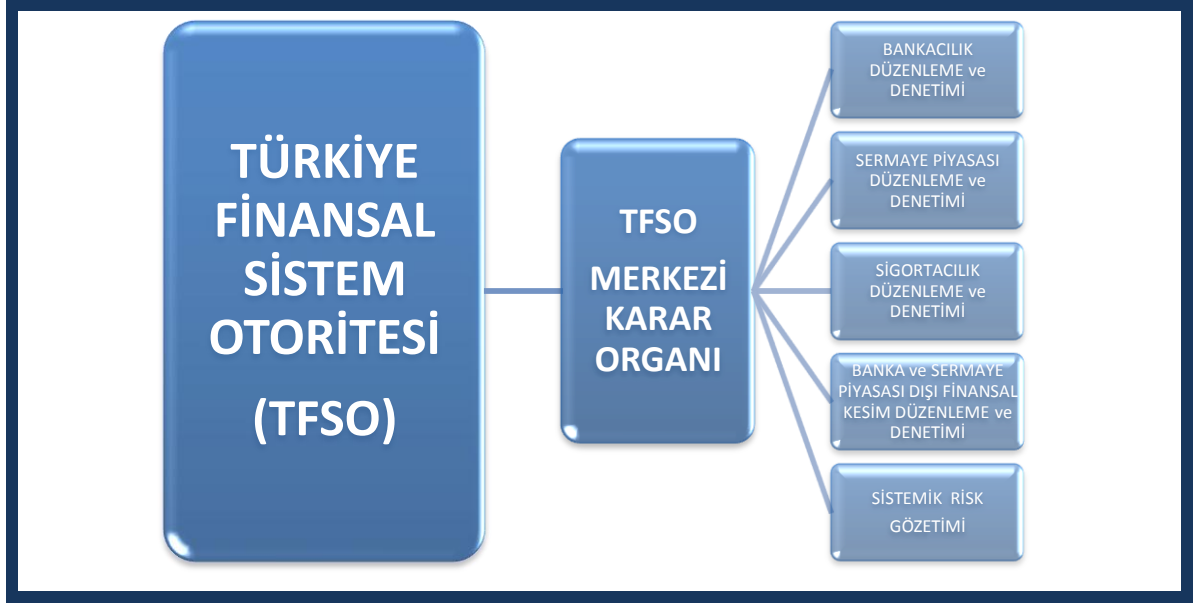 TÜRKİYE
FİNANSAL
SİSTEM
OTORİTESİ
(TFSO)
TFSO
MERKEZİ
KARAR
ORGANI
BANKACILIK
DÜZENLEME ve
DENETİMİ
SERMAYE PİYASASI
DÜZENLEME ve
DENETİMİ
SİGORTACILIK
DÜZENLEME ve
DENETİMİ
BANKA ve SERMAYE
PİYASASI DIŞI FİNANSAL
KESİM DÜZENLEME ve
DENETİMİ
SİSTEMİK RİSK
GÖZETİMİ